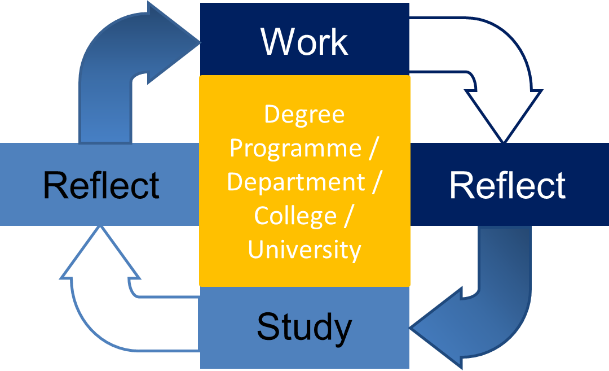 Work
Degree
Programme /
Department /
College /
University
Reflect
Reflect
Study